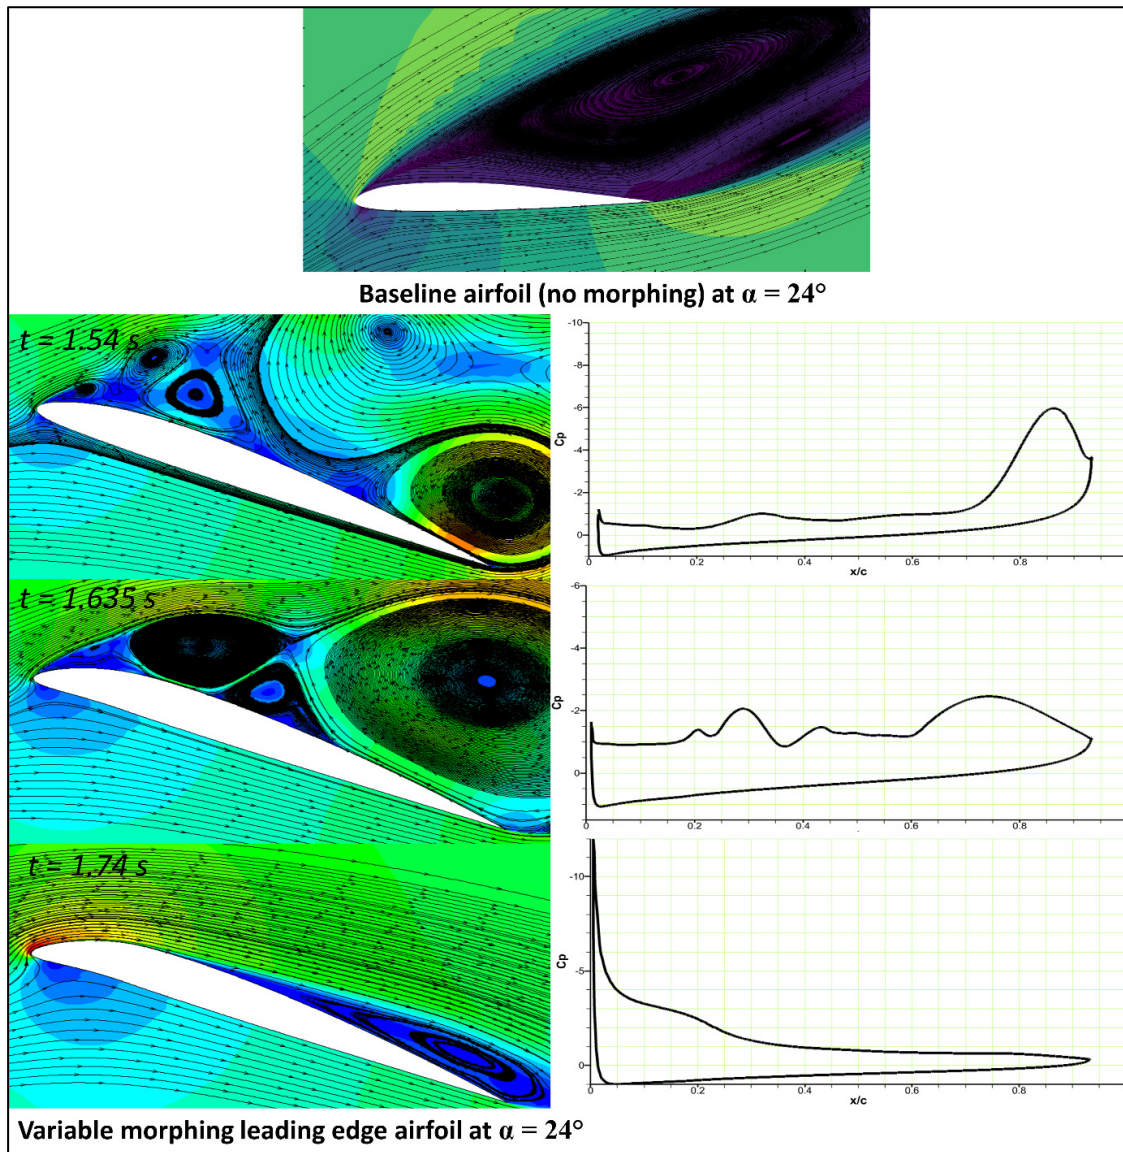 Baseline airfoil (no morphing) at α = 24°
t = 1.54 s
-10
-8
-6
-4
-2
0
Cp
0.2 0.4 0.6 0.8
x/c
t = 1.635 s
-6
-4
-2
0
Cp
0 0.2 0.4 0.6 0.8
x/c
t = 1.74 s
-10
-5
0
Cp
0 0.2 0.4 0.6 0.8
x/c
Variable morphing leading edge airfoil at α = 24°